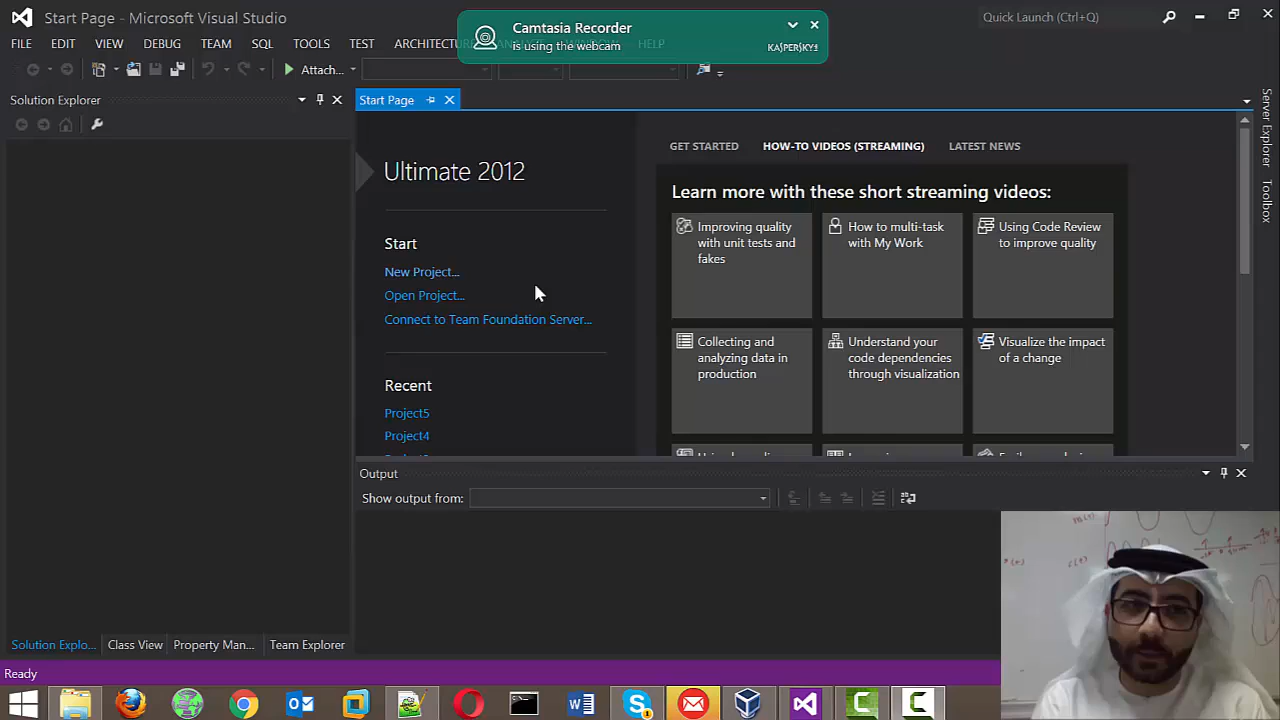 Start Page - Microsoft Visual Studio
Quick Launch (Ctrl+Q)
Camtasia Recorder
is using the webcam
KASPERSKY
FILE EDIT VIEW DEBUG TEAM SQL TOOLS TEST ARCHITECTURE HELP
Attach...
Solution Explorer
Start Page
Server Explorer
Toolbox
Ultimate 2012
Start
New Project...
Open Project...
Connect to Team Foundation Server...
Recent
Project5
Project4
GET STARTED HOW-TO VIDEOS (STREAMING) LATEST NEWS
Learn more with these short streaming videos:
Improving quality
with unit tests and
fakes
How to multi-task
with My Work
Using Code Review
to improve quality
Collecting and
analyzing data in
production
Understand your
code dependencies
through visualization
Visualize the impact
of a change
Output
Show output from:
Solution Explo...
Class View
Property Man...
Team Explorer
Ready